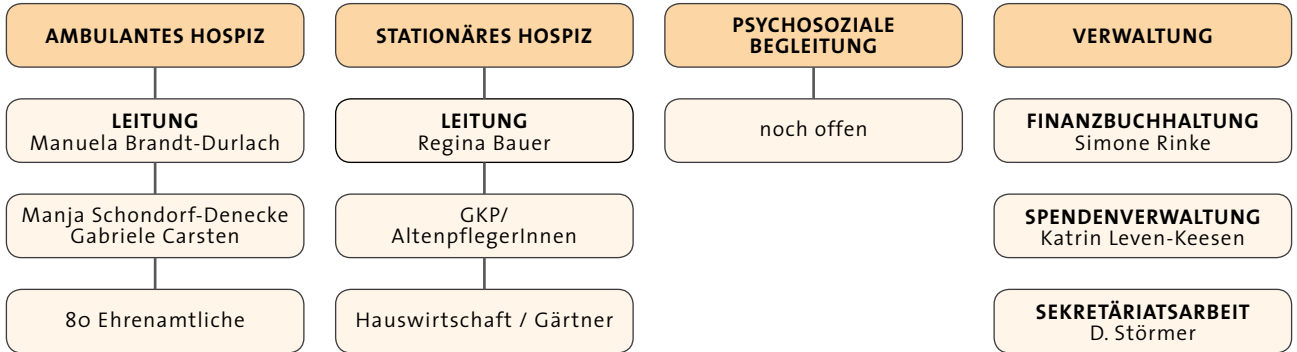 AMBULANTES HOSPIZ
LEITUNG
Manuela Brandt-Durlach
Manja Schondorf-Denecke
Gabriele Carsten
80 Ehrenamtliche
STATIONÄRES HOSPIZ
LEITUNG
Regina Bauer
GKP/
AltenpflegerInnen
Hauswirtschaft / Gärtner
PSYCHOSOZIALE
BEGLEITUNG
noch offen
VERWALTUNG
FINANZBUCHHALTUNG
Simone Rinke
SPENDENVERWALTUNG
Katrin Leven-Keesen
SEKRETÄRIATSARBEIT
D. Störmer